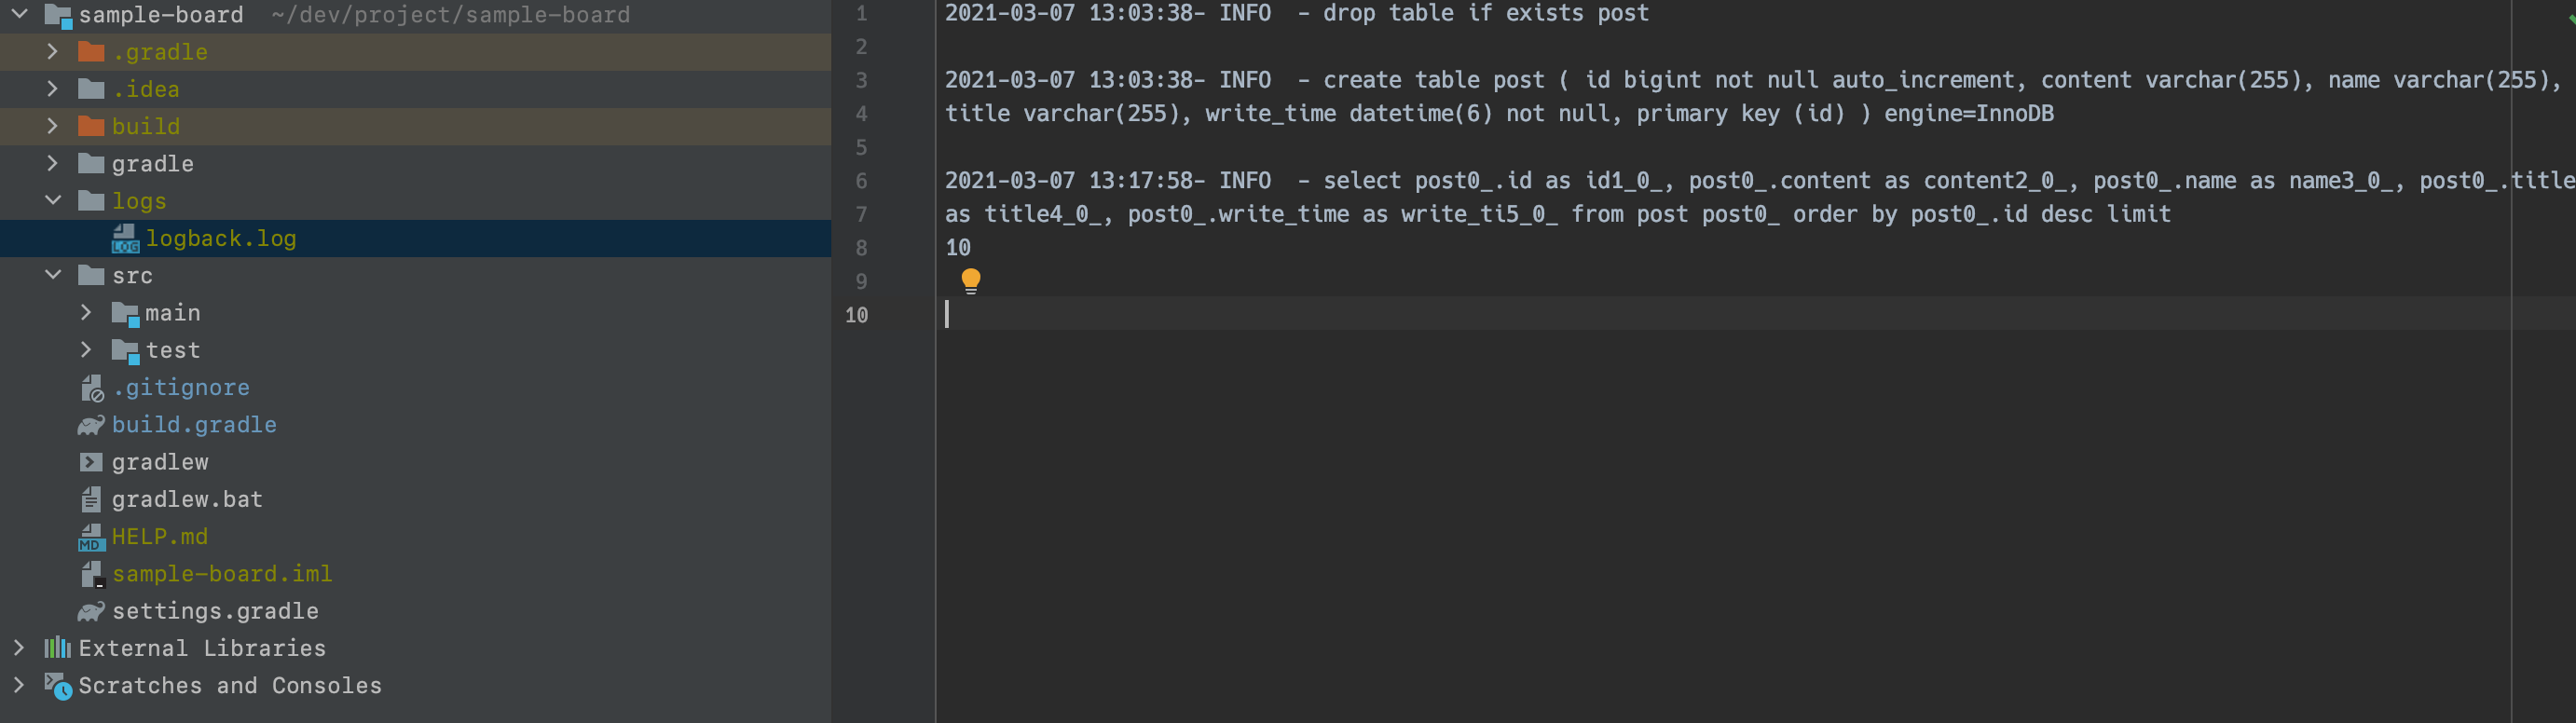 sample-board ~/dev/project/sample-board
.gradle
.idea
build
gradle
logs
LOG logback.log
src
main
test
.gitignore
build.gradle
gradlew
gradlew.bat
MD HELP.md
sample-board.iml
settings.gradle
External Libraries
Scratches and Consoles
1 2021-03-07 13:03:38- INFO  - drop table if exists post
2
3 2021-03-07 13:03:38- INFO  - create table post ( id bigint not null auto_increment, content varchar(255), name varchar(255),
4 title varchar(255), write_time datetime(6) not null, primary key (id) ) engine=InnoDB
5
6 2021-03-07 13:17:58- INFO  - select post0_.id as id1_0_, post0_.content as content2_0_, post0_.name as name3_0_, post0_.title
7 as title4_0_, post0_.write_time as write_ti5_0_ from post post0_ order by post0_.id desc limit
8 10
9
10